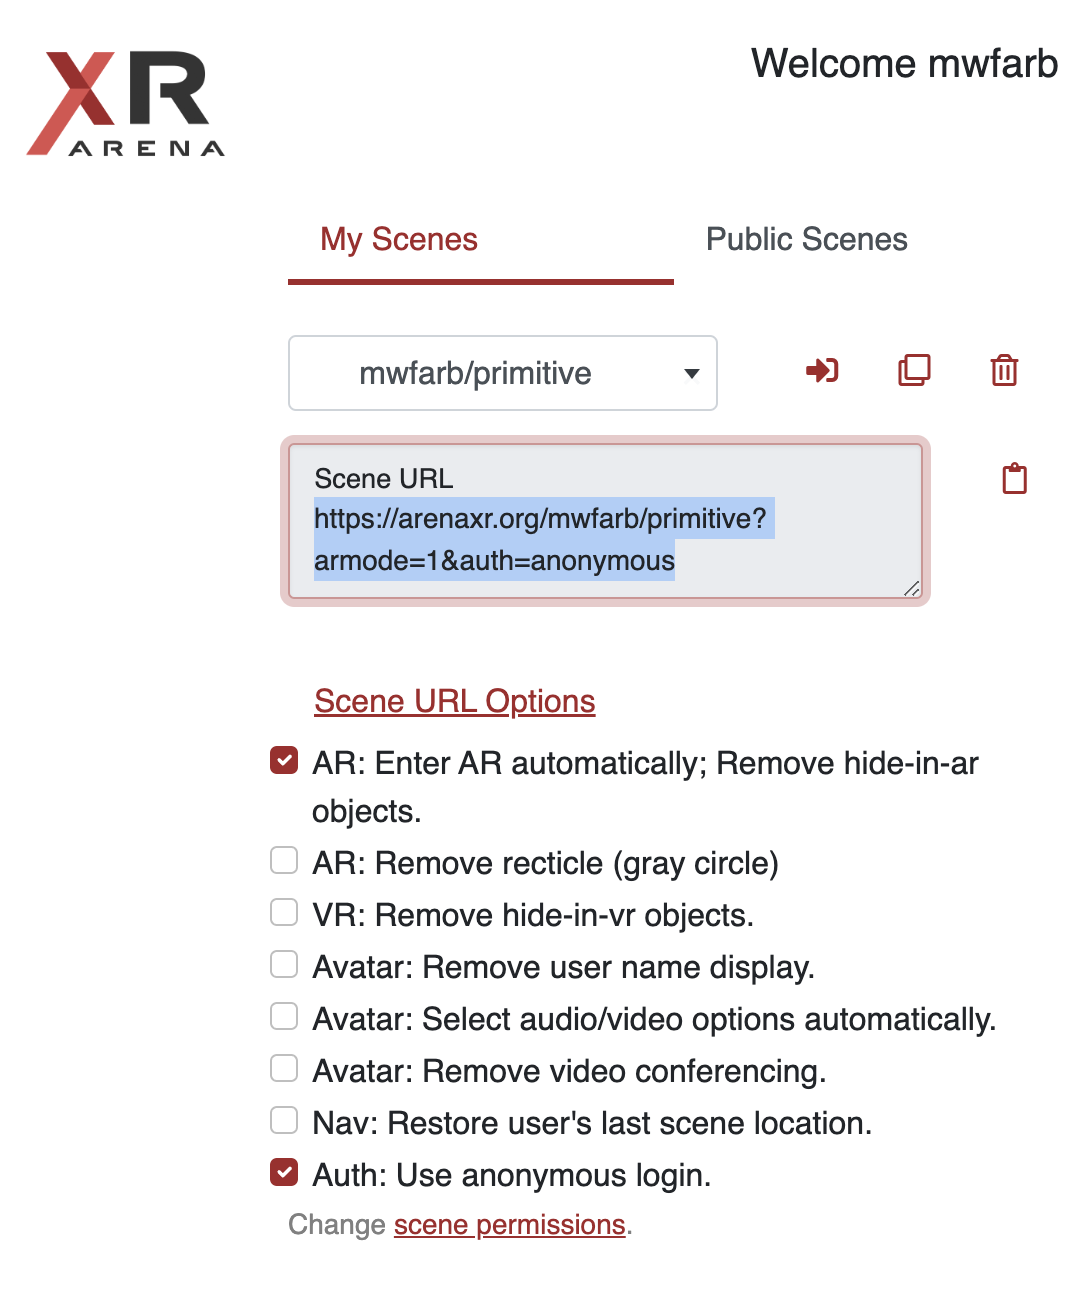 XR
ARENA
Welcome mwfarb
My Scenes
Public Scenes
mwfarb/primitive
Scene URL
https://arenaxr.org/mwfarb/primitive?
armode=1&auth=anonymous
Scene URL Options
AR: Enter AR automatically; Remove hide-in-ar
objects.
AR: Remove recticle (gray circle)
VR: Remove hide-in-vr objects.
Avatar: Remove user name display.
Avatar: Select audio/video options automatically.
Avatar: Remove video conferencing.
Nav: Restore user's last scene location.
Auth: Use anonymous login.
Change scene permissions.